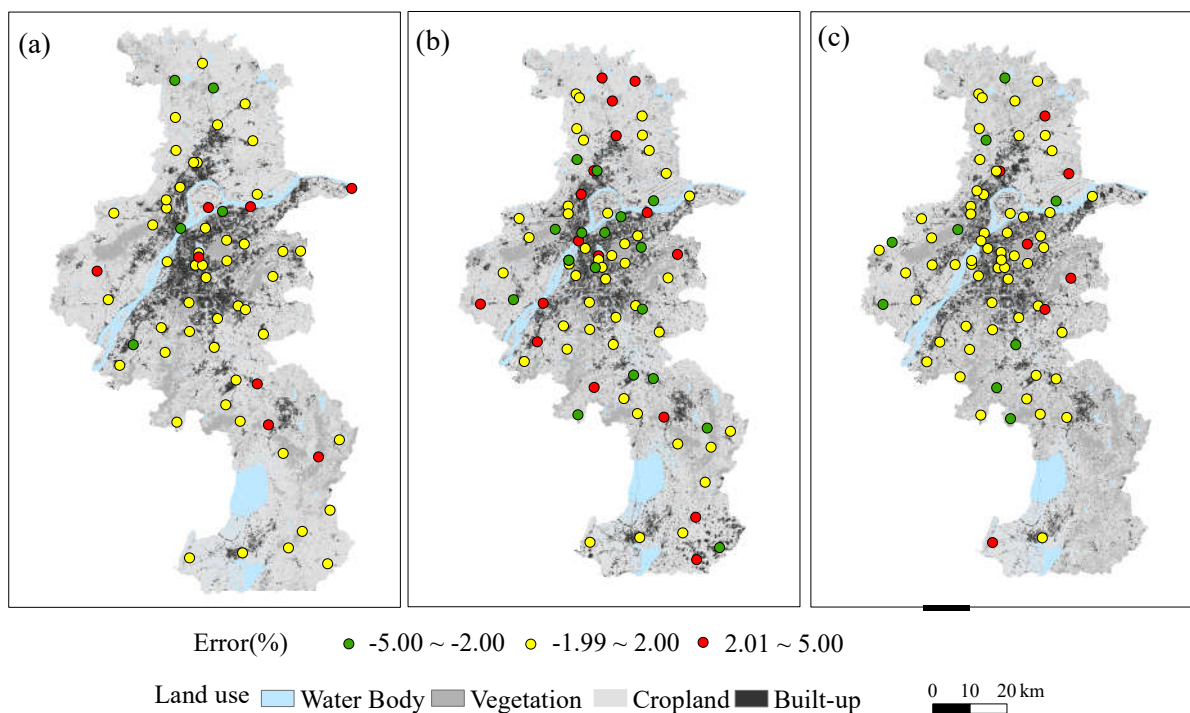 (a)
(b)
(c)
Error(%) -5.00 ~ -2.00 -1.99 ~ 2.00 2.01 ~ 5.00
Land use Water Body Vegetation Cropland Built-up
0 10 20 km